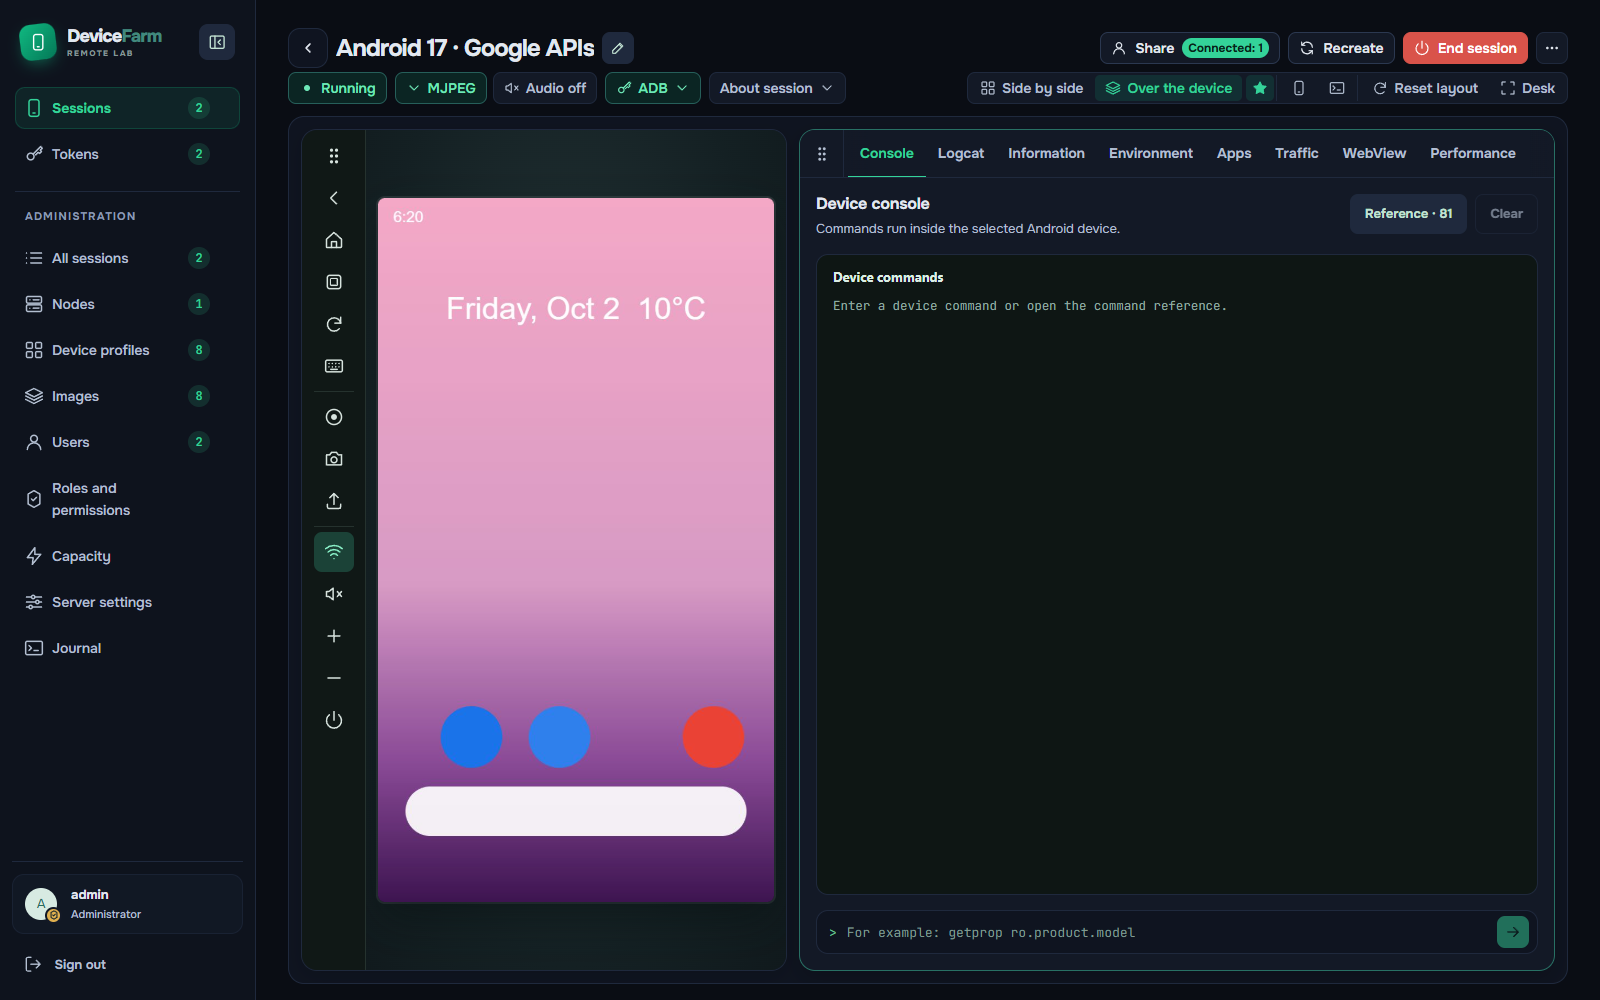 DeviceFarm
REMOTE LAB
Sessions 2
Tokens 2
ADMINISTRATION
All sessions 2
Nodes 1
Device profiles 8
Images 8
Users 2
Roles and
permissions
Capacity
Server settings
Journal
A
admin
Administrator
Sign out
Android 17 · Google APIs
Share Connected: 1 Recreate End session
Running MJPEG Audio off ADB About session
Side by side Over the device Reset layout Desk
6:20
Friday, Oct 2 10°C
Console Logcat Information Environment Apps Traffic WebView Performance
Device console
Commands run inside the selected Android device.
Reference · 81 Clear
Device commands
Enter a device command or open the command reference.
> For example: getprop ro.product.model